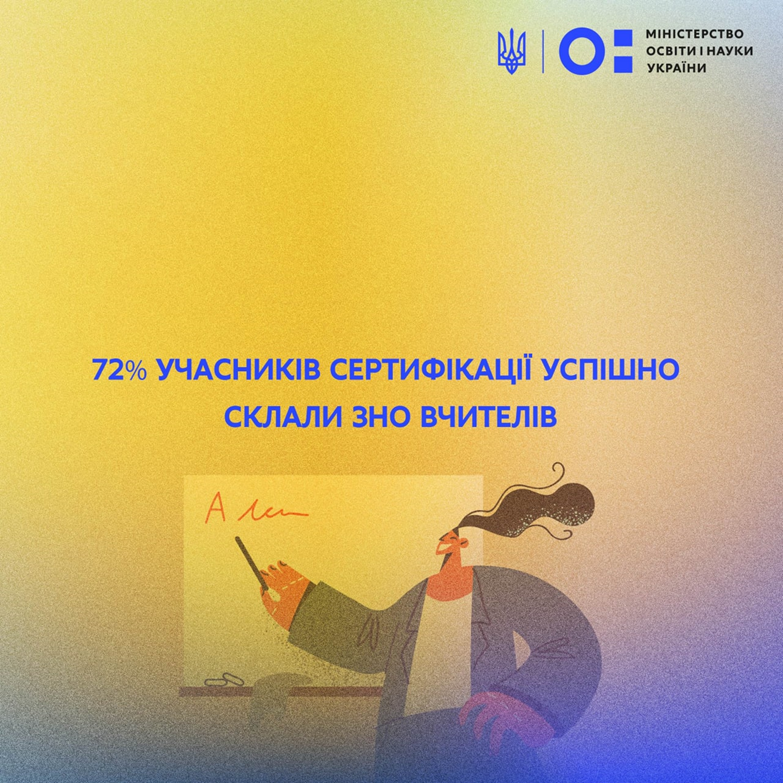 МІНІСТЕРСТВО
ОСВІТИ І НАУКИ
УКРАЇНИ
72% УЧАСНИКІВ СЕРТИФІКАЦІЇ УСПІШНО
СКЛАЛИ ЗНО ВЧИТЕЛІВ